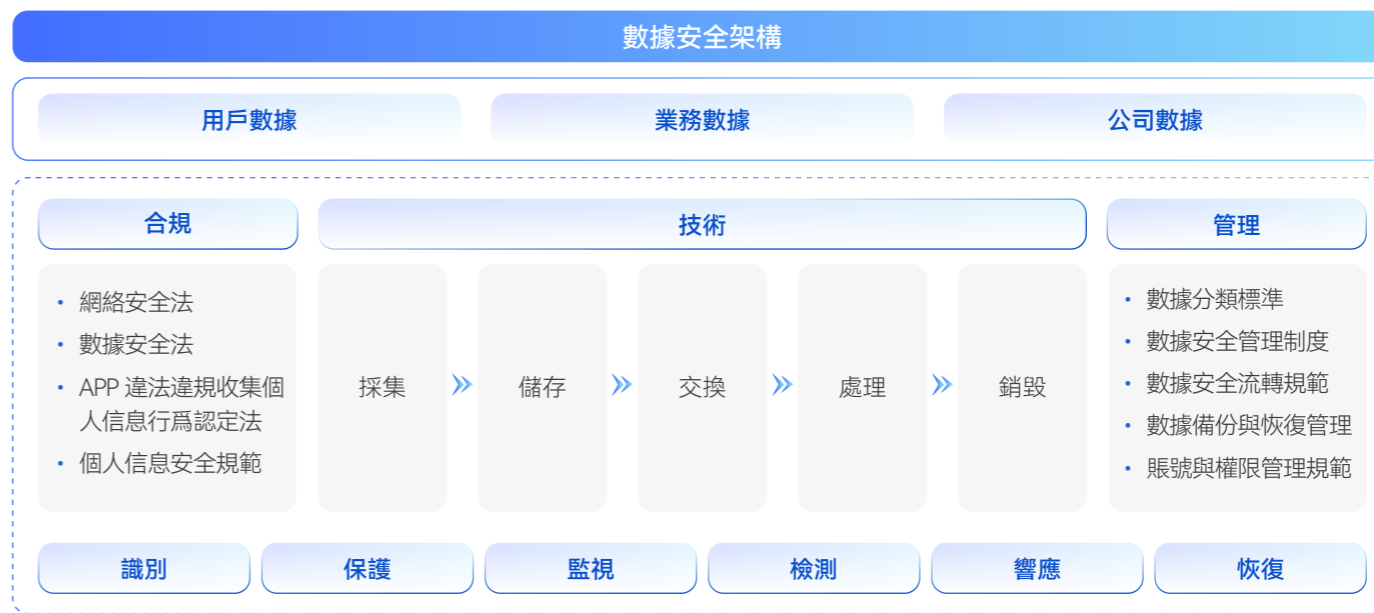 數據安全架構
用戶數據
業務數據
公司數據
合規
技術
管理
• 網絡安全法
• 數據安全法
• APP 違法違規收集個
人信息行爲認定法
• 個人信息安全規範
採集
儲存
交換
處理
銷毀
• 數據分類標準
• 數據安全管理制度
• 數據安全流轉規範
• 數據備份與恢復管理
• 賬號與權限管理規範
識別
保護
監視
檢測
響應
恢復